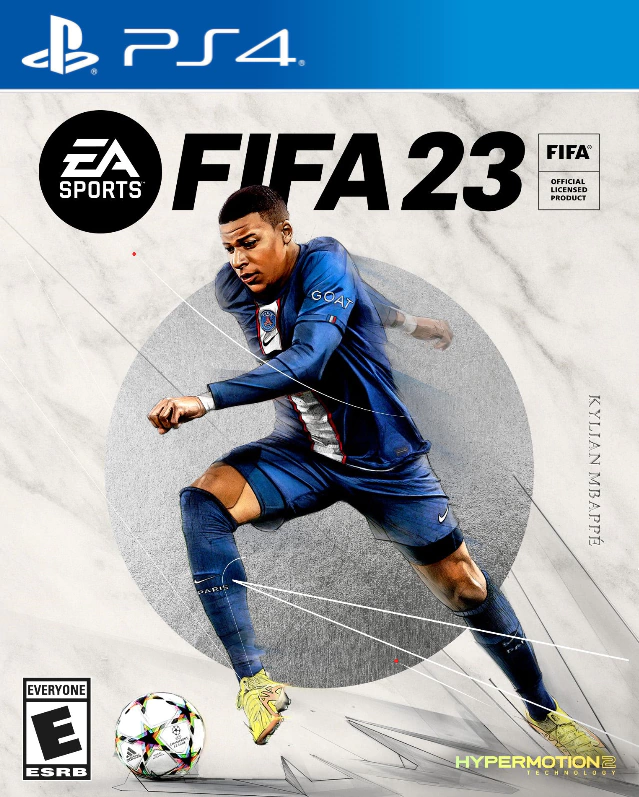 PS4
EA
SPORTS
FIFA 23
FIFA
OFFICIAL
LICENSED
PRODUCT
GOAT
KYLIAN MBAPPÉ
PARIS
EVERYONE
E
ESRB
HYPERMOTION2
TECHNOLOGY